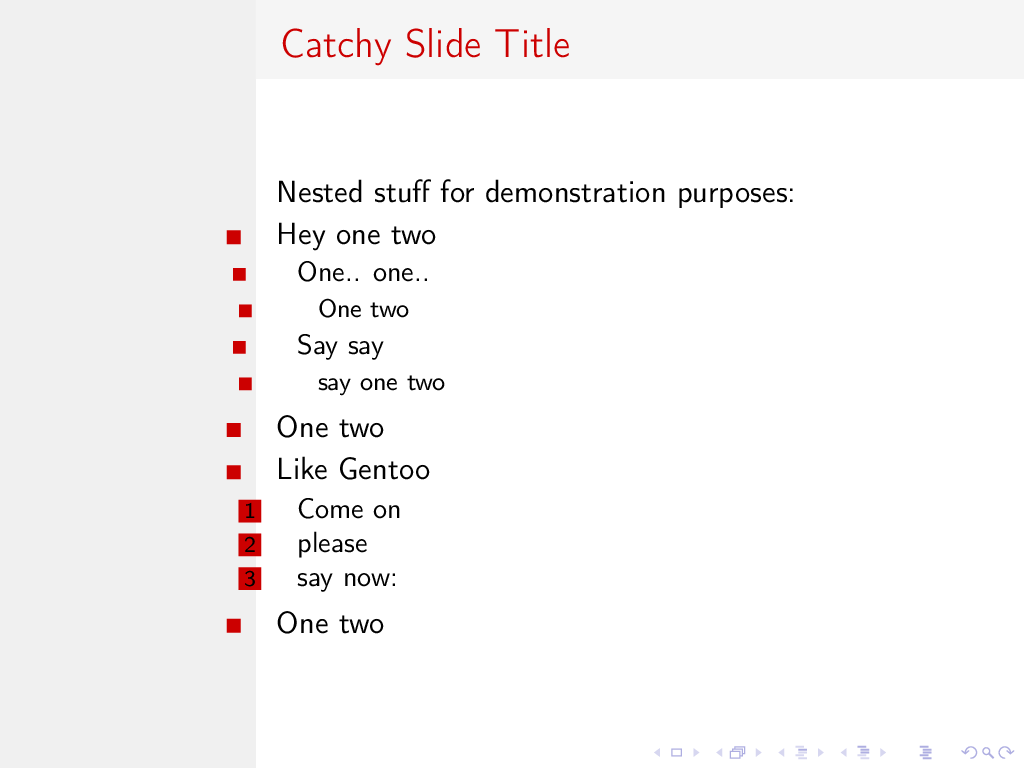 Catchy Slide Title
Nested stuff for demonstration purposes:
Hey one two
One.. one..
One two
Say say
say one two
One two
Like Gentoo
1 Come on
2 please
3 say now:
One two